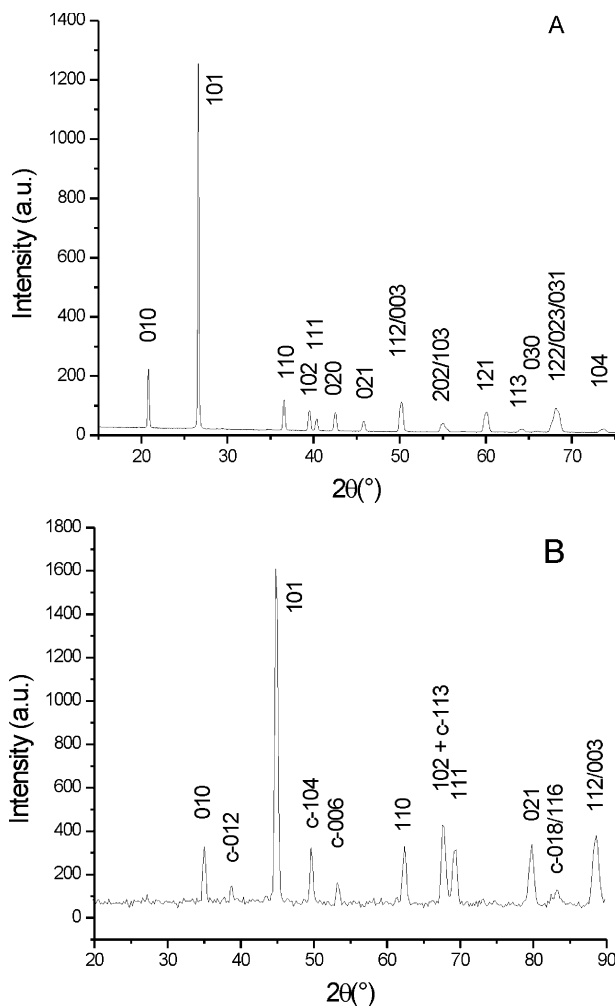 A
Intensity (a.u.)
1400
1200
1000
800
600
400
200
0
010
101
110
102
111
020
021
112/003
202/103
121
113
030
122/023/031
104
20 30 40 50 60 70
2θ(°)
B
Intensity (a.u.)
1800
1600
1400
1200
1000
800
600
400
200
0
010
c-012
101
c-104
c-006
110
102 + c-113
111
021
c-018/116
112/003
20 30 40 50 60 70 80 90
2θ(°)